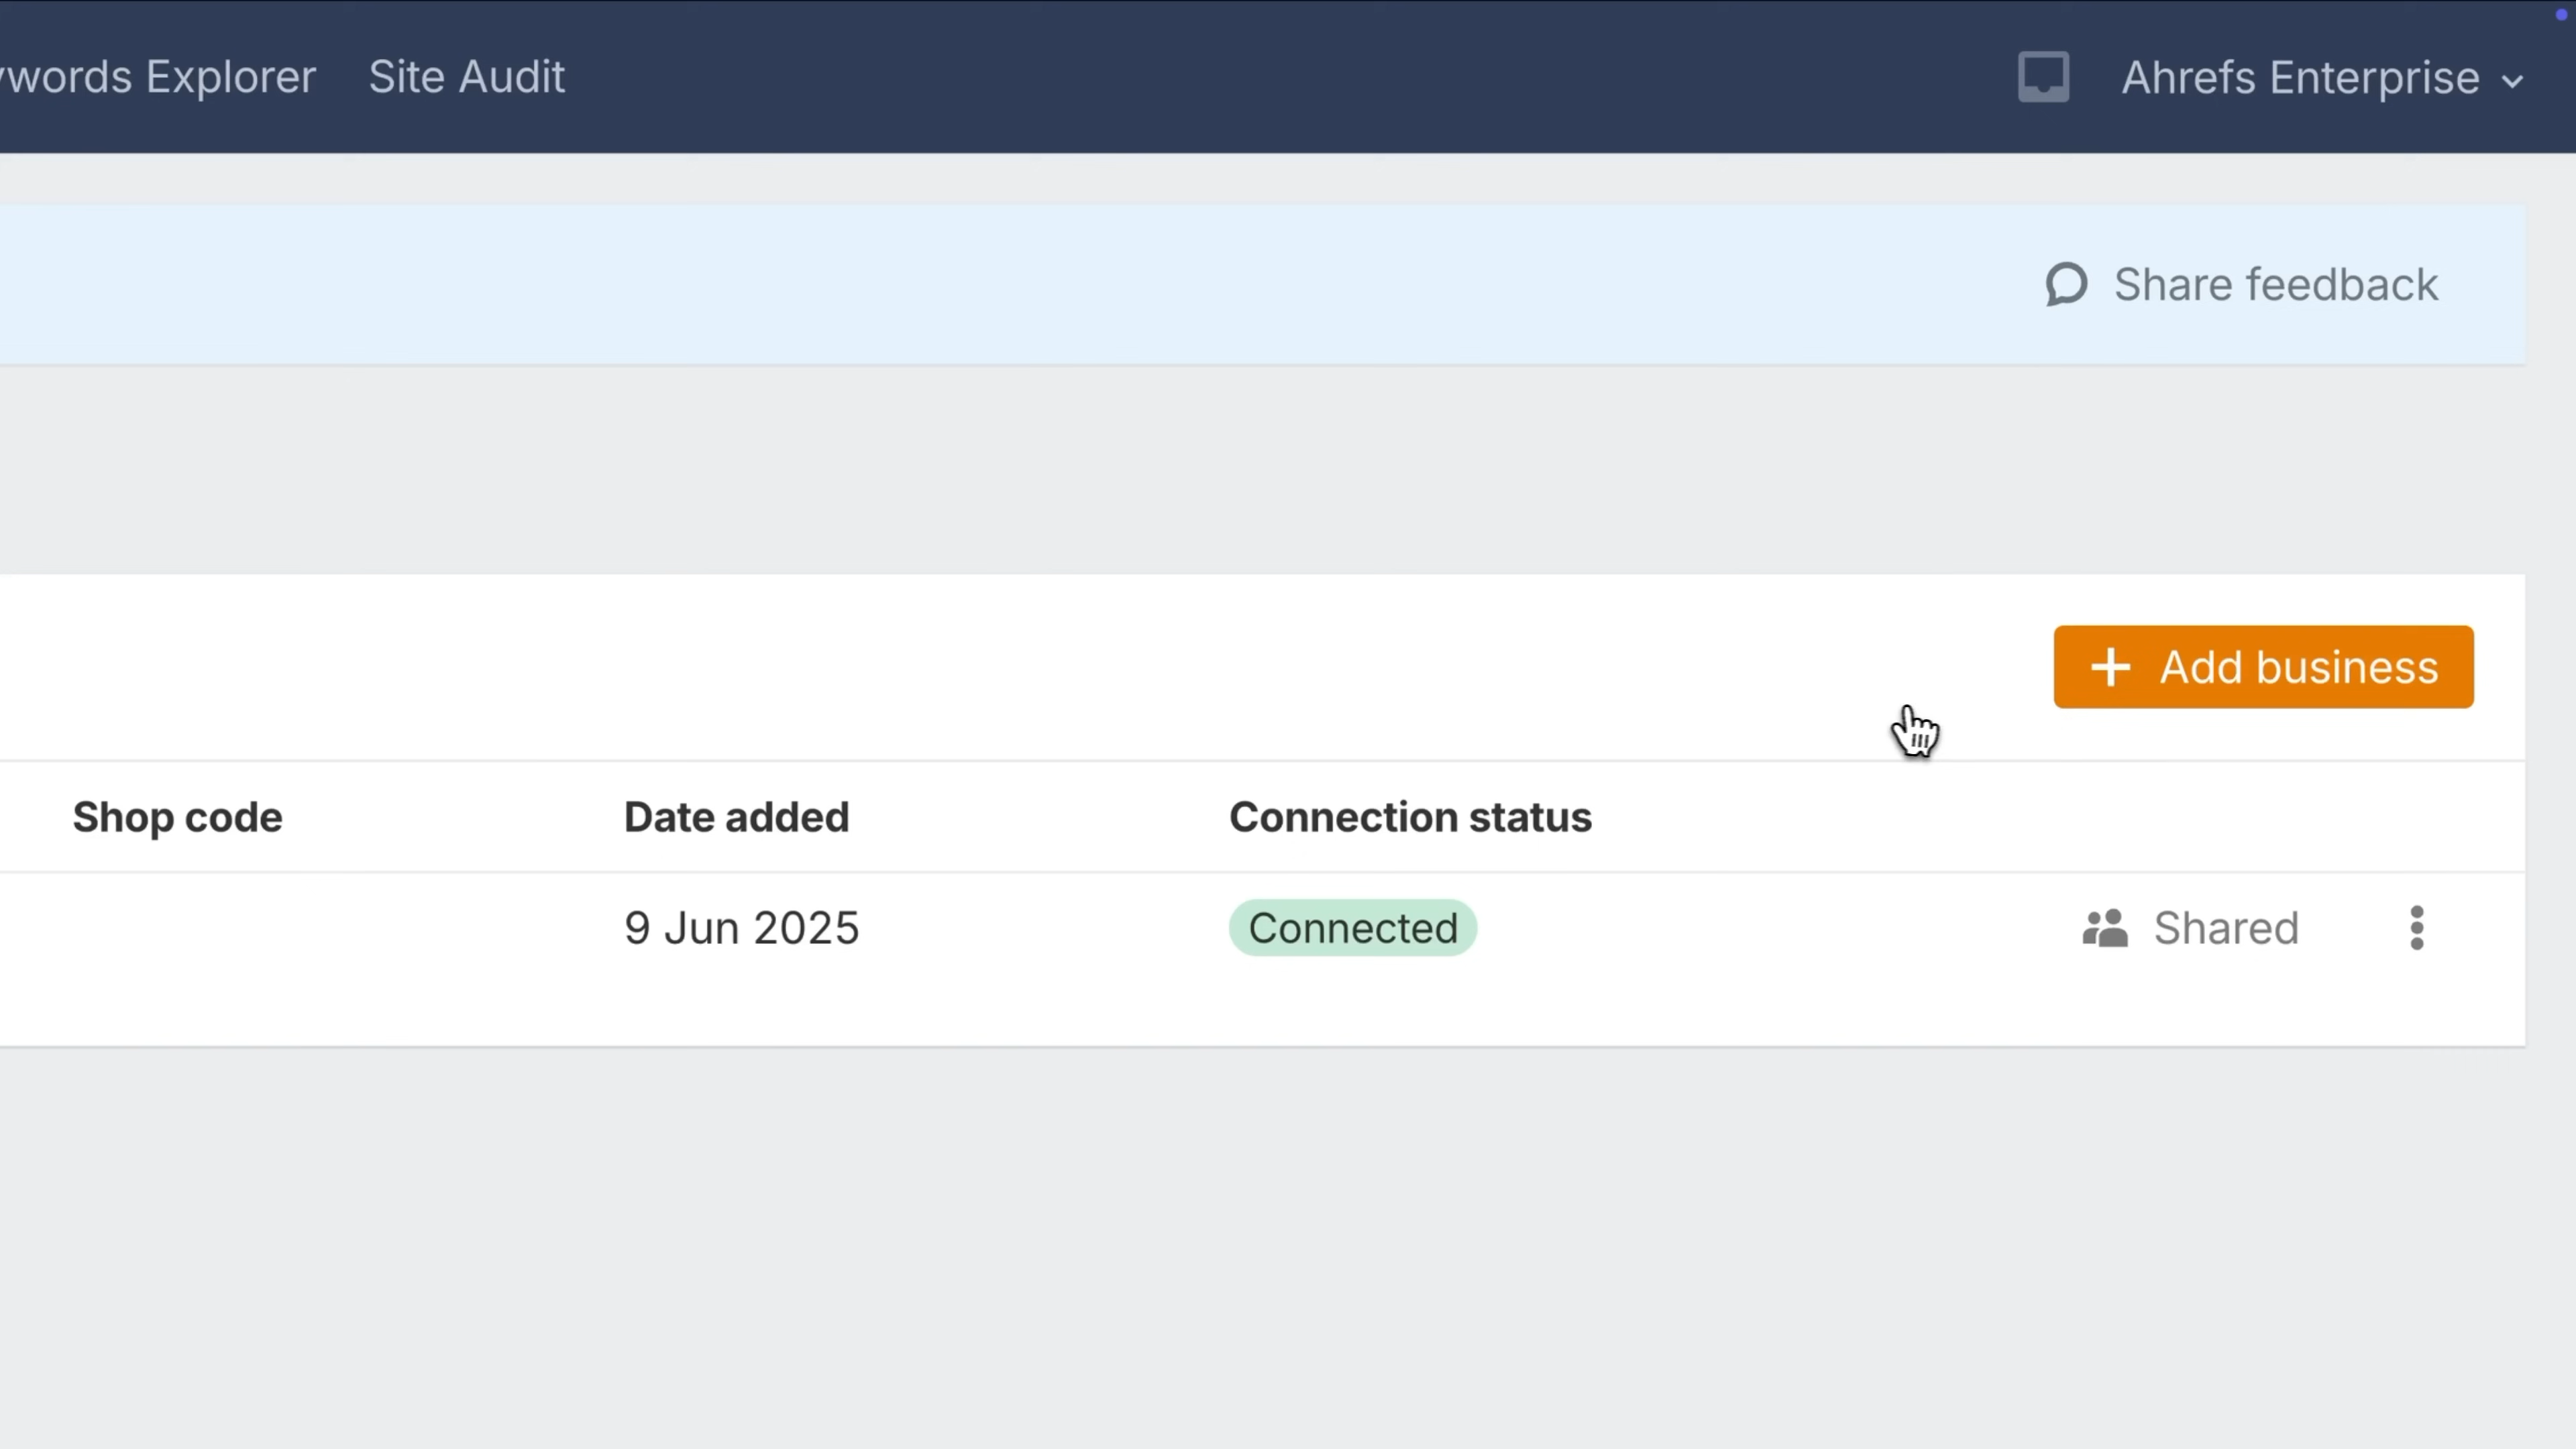 ywords Explorer Site Audit Ahrefs Enterprise
Share feedback
Add business
Shop code Date added Connection status
9 Jun 2025 Connected Shared